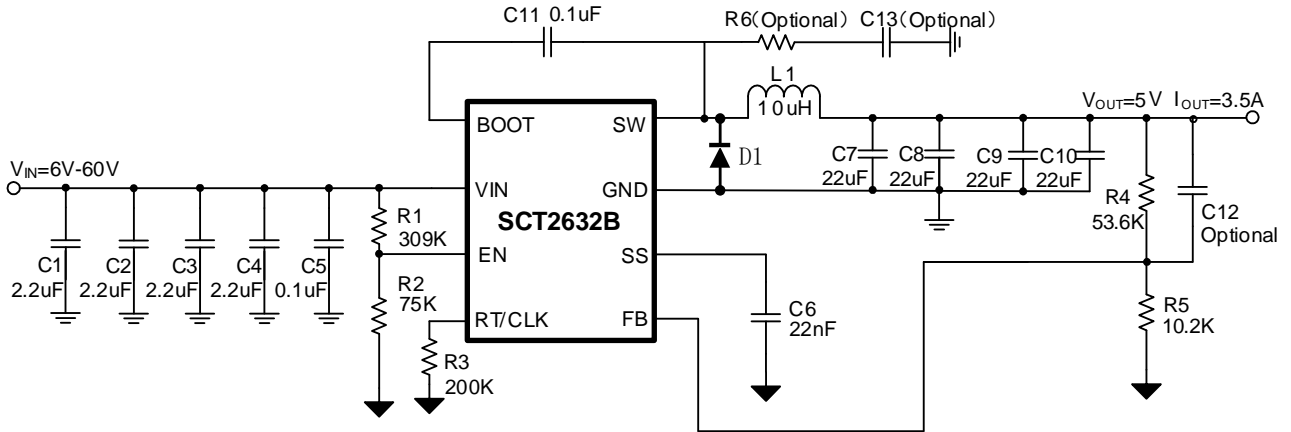 C11 0.1uF
R6(Optional)
C13(Optional)
L1
10uH
VOUT=5V IOUT=3.5A
BOOT
SW
D1
C7
22uF
C8
22uF
C9
22uF
C10
22uF
VIN=6V-60V
VIN
GND
SCT2632B
R1
309K
R4
53.6K
C12
Optional
EN
SS
C1
2.2uF
C2
2.2uF
C3
2.2uF
C4
2.2uF
C5
0.1uF
R2
75K
RT/CLK
FB
C6
22nF
R5
10.2K
R3
200K